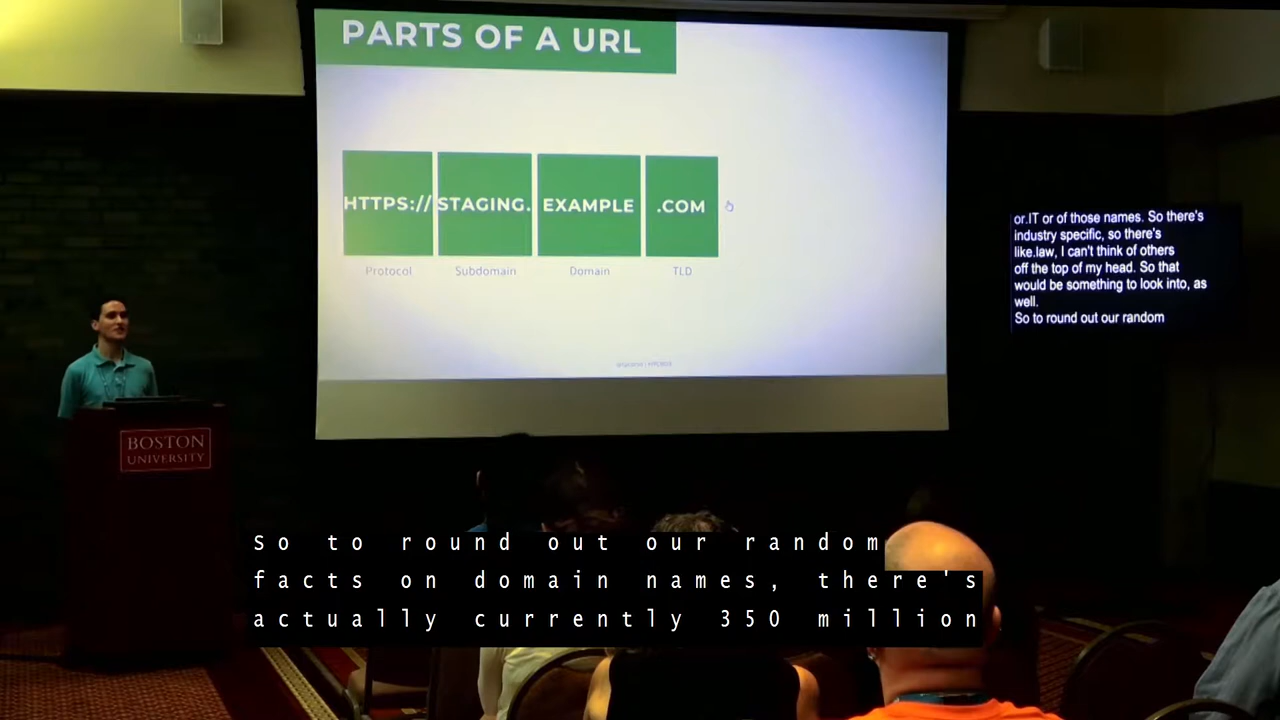 PARTS OF A URL
HTTPS:// STAGING. EXAMPLE .COM
Protocol Subdomain Domain TLD
or.IT or of those names. So there's
industry specific, so there's
like.law, I can't think of others
off the top of my head. So that
would be something to look into, as
well.
So to round out our random
BOSTON
UNIVERSITY
So to round out our random
facts on domain names, there's
actually currently 350 million